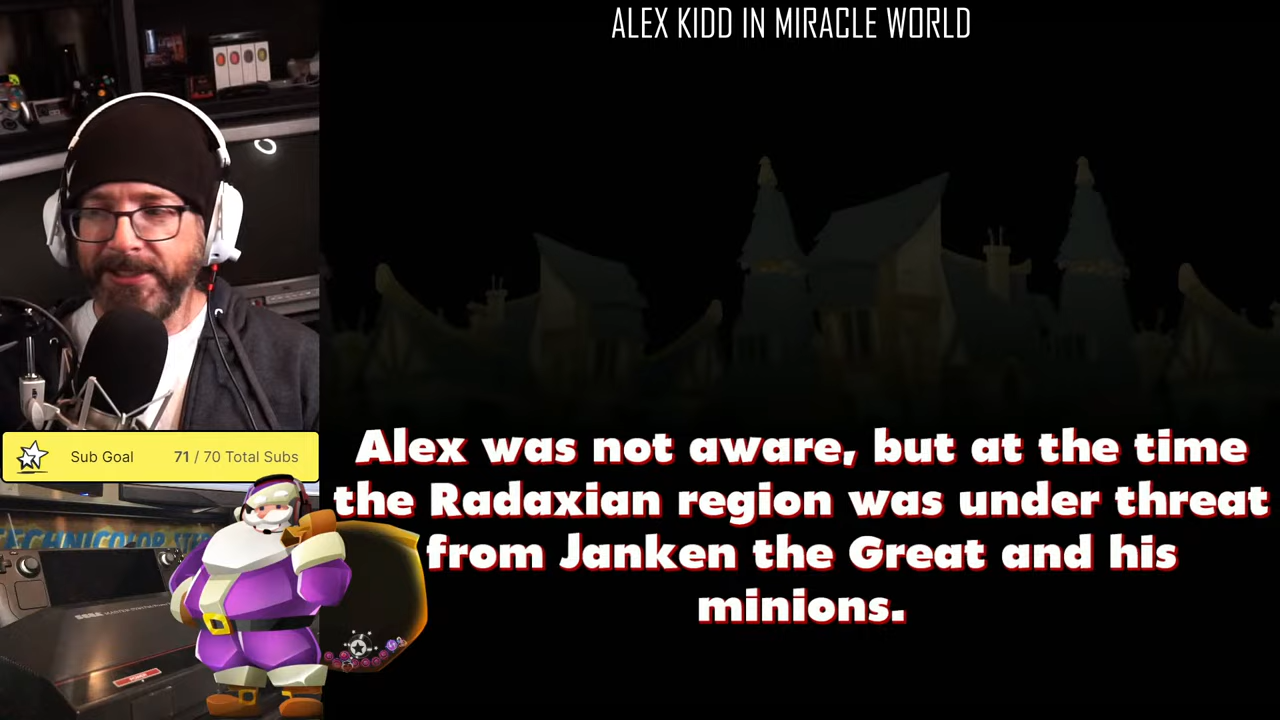 ALEX KIDD IN MIRACLE WORLD
Sub Goal 71 / 70 Total Subs
Alex was not aware, but at the time
the Radaxian region was under threat
from Janken the Great and his
minions.
SEGA